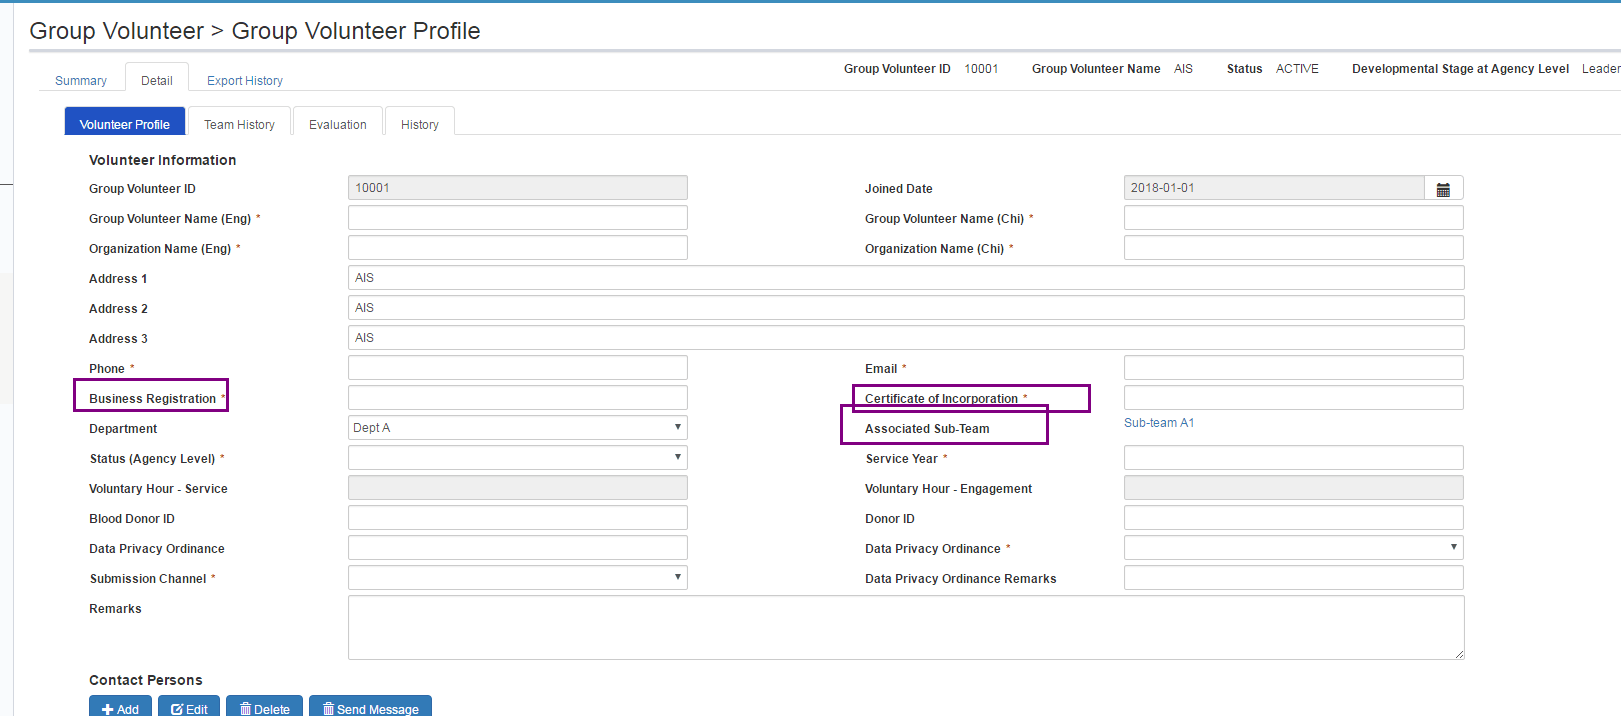 Group Volunteer > Group Volunteer Profile
Summary Detail Export History
Group Volunteer ID 10001 Group Volunteer Name AIS Status ACTIVE Developmental Stage at Agency Level Leader
Volunteer Profile Team History Evaluation History
Volunteer Information
Group Volunteer ID 10001 Joined Date 2018-01-01
Group Volunteer Name (Eng) * Group Volunteer Name (Chi) *
Organization Name (Eng) * Organization Name (Chi) *
Address 1 AIS
Address 2 AIS
Address 3 AIS
Phone * Email *
Business Registration * Certificate of Incorporation *
Department Dept A Associated Sub-Team Sub-team A1
Status (Agency Level) * Service Year *
Voluntary Hour - Service Voluntary Hour - Engagement
Blood Donor ID Donor ID
Data Privacy Ordinance Data Privacy Ordinance *
Submission Channel * Data Privacy Ordinance Remarks
Remarks
Contact Persons
Add Edit Delete Send Message